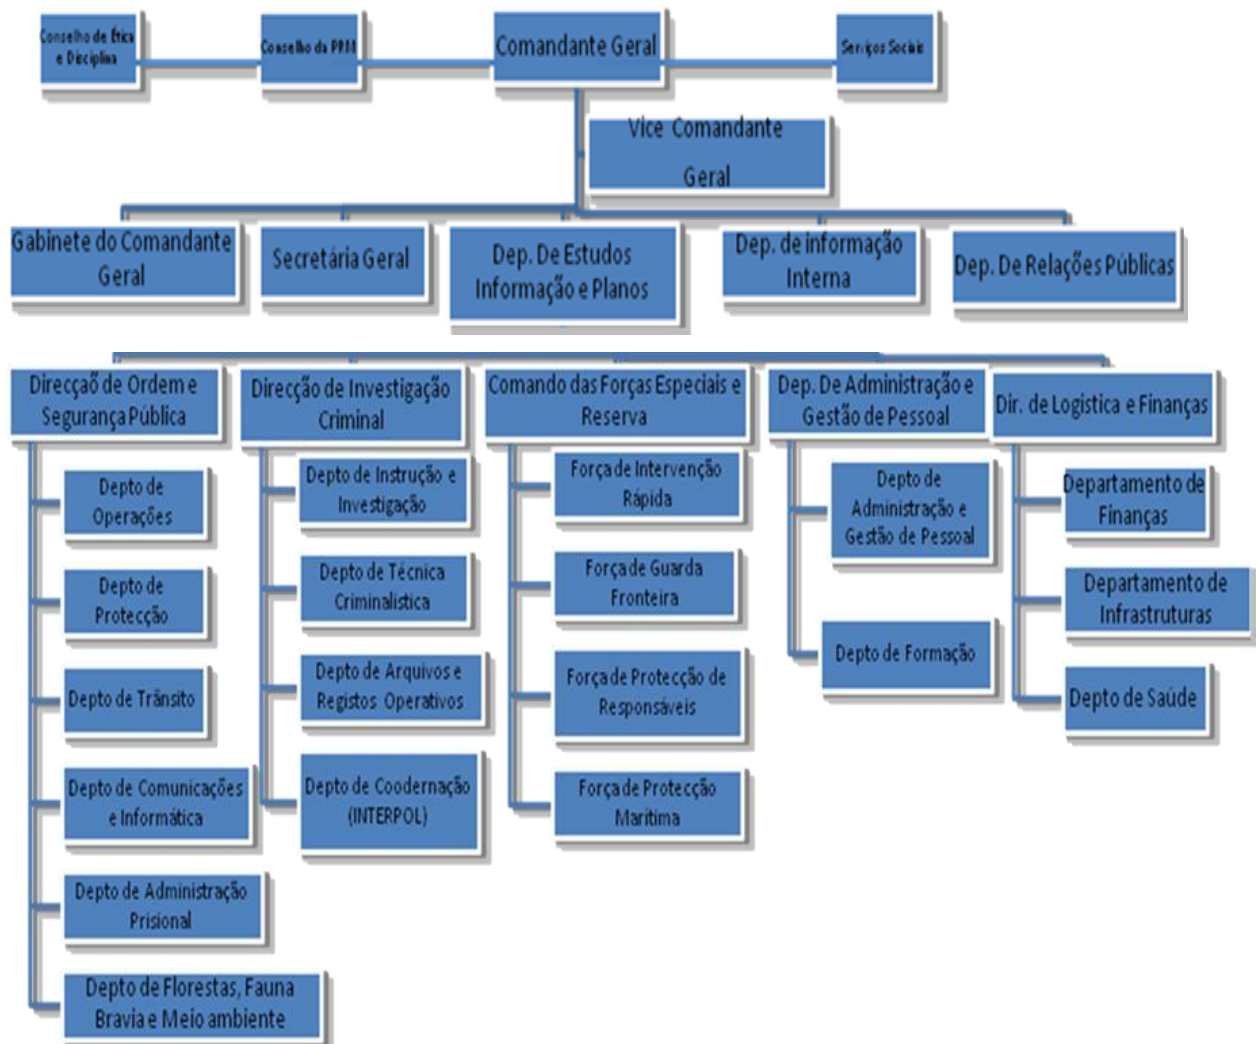 Conselho de Ética
e Disciplina
Conselho da PRM
Comandante Geral
Serviços Sociais
Vice Comandante
Geral
Gabinete do Comandante
Geral
Secretária Geral
Dep. De Estudos
Informação e Planos
Dep. de informação
Interna
Dep. De Relações Públicas
Direcçaõ de Ordem e
Segurança Pública
Depto de
Operações
Depto de
Protecção
Depto de Trânsito
Depto de Comunicações
e Informática
Depto de Administração
Prisional
Depto de Florestas, Fauna
Bravia e Meio ambiente
Direcção de Investigação
Criminal
Depto de Instrução e
Investigação
Depto de Técnica
Criminalistica
Depto de Arquivos e
Registos Operativos
Depto de Coodernação
(INTERPOL)
Comando das Forças Especiais e
Reserva
Força de Intervenção
Rápida
Força de Guarda
Fronteira
Força de Protecção de
Responsáveis
Força de Protecção
Marítima
Dep. De Administração e
Gestão de Pessoal
Depto de
Administração e
Gestão de Pessoal
Depto de Formação
Dir. de Logistica e Finanças
Departamento de
Finanças
Departamento de
Infrastruturas
Depto de Saúde